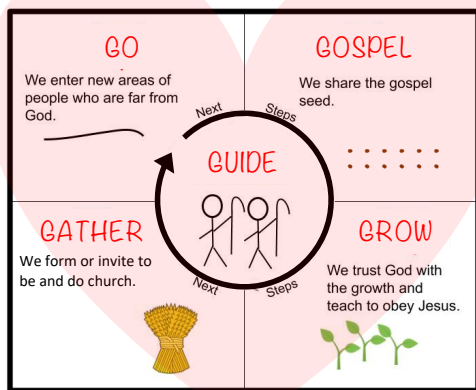 GO
We enter new areas of
people who are far from
God.
GOSPEL
We share the gospel
seed.
Next Steps
GUIDE
GATHER
We form or invite to
be and do church.
GROW
We trust God with
the growth and
teach to obey Jesus.
Next Steps